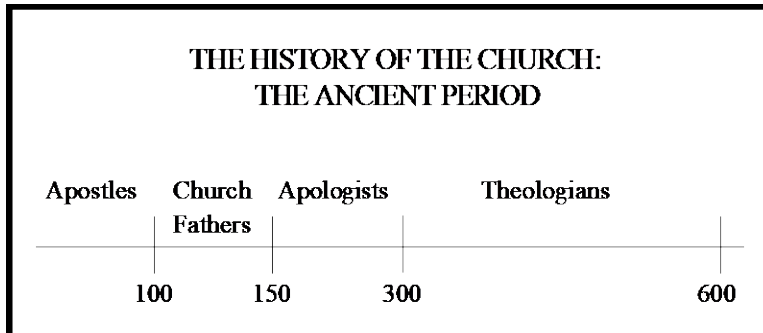 THE HISTORY OF THE CHURCH:
THE ANCIENT PERIOD
Apostles Church Apologists Theologians
Fathers
100 150 300 600